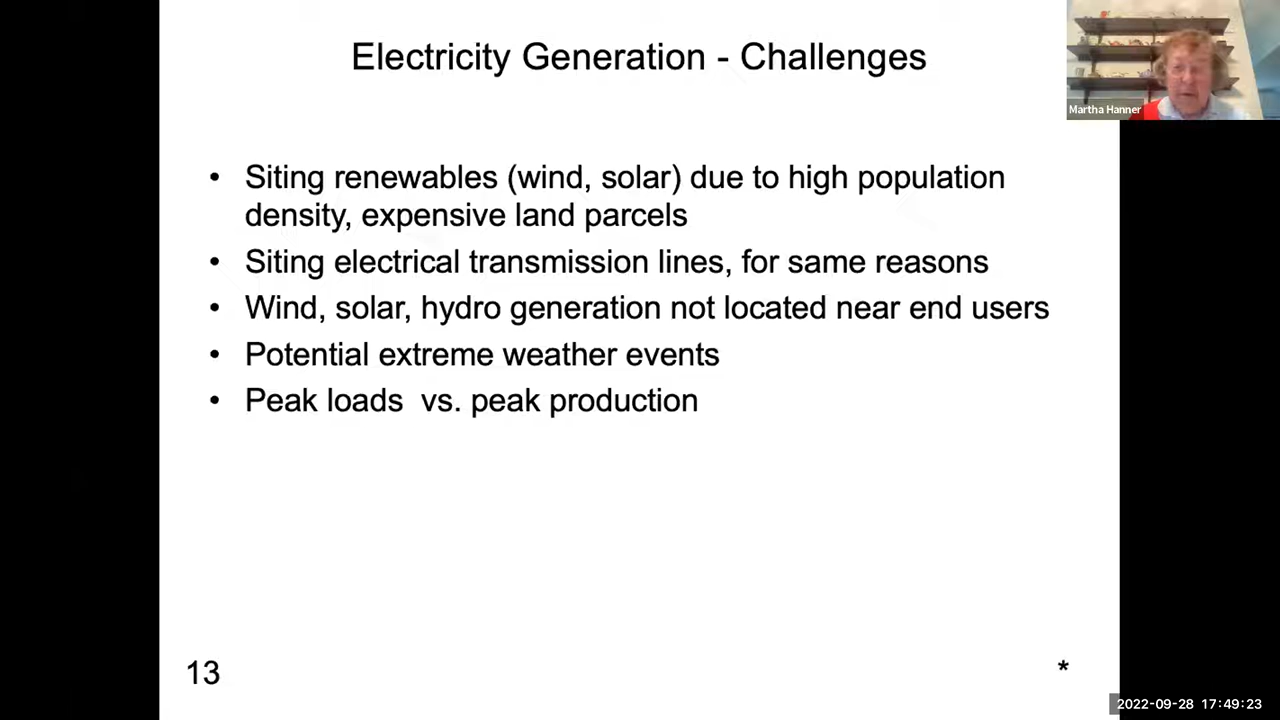 Electricity Generation - Challenges
Martha Hanner
• Siting renewables (wind, solar) due to high population
density, expensive land parcels
• Siting electrical transmission lines, for same reasons
• Wind, solar, hydro generation not located near end users
• Potential extreme weather events
• Peak loads  vs. peak production
13
*
2022-09-28 17:49:23